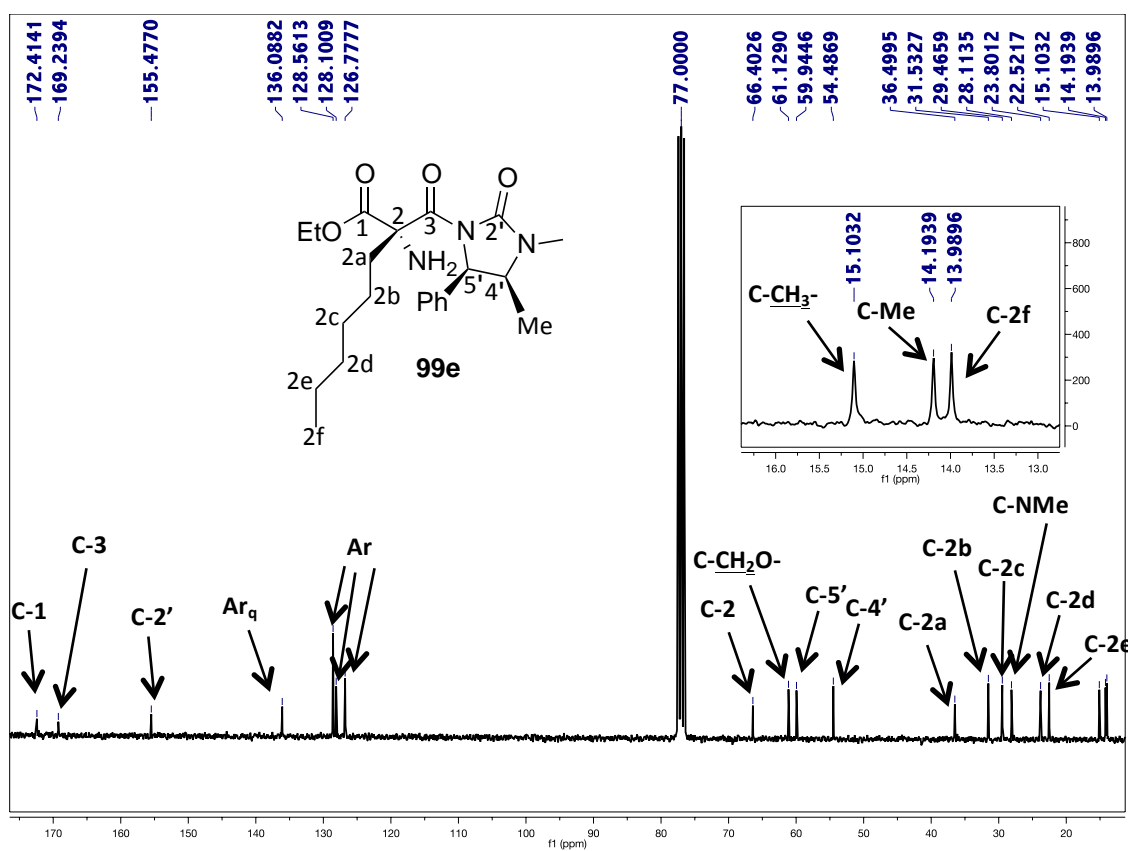 172.4141
169.2394
155.4770
136.0882
128.5613
128.1009
126.7777
77.0000
66.4026
61.1290
59.9446
54.4869
36.4995
31.5327
29.4659
28.1135
23.8012
22.5217
15.1032
14.1939
13.9896
O
O
O
EtO
1
2
3
N
2'
N
2a
NH2
5'
4'
2b
Ph
Me
2c
2d
2e
99e
2f
15.1032
14.1939
13.9896
C-CH3-
C-Me
C-2f
800
600
400
200
0
16.0 15.5 15.0 14.5 14.0 13.5 13.0
f1 (ppm)
C-1
C-3
C-2’
Arq
Ar
C-CH2O-
C-2
C-5’
C-4’
C-2a
C-2b
C-2c
C-NMe
C-2d
C-2e
170 160 150 140 130 120 110 100 90 80 70 60 50 40 30 20
f1 (ppm)